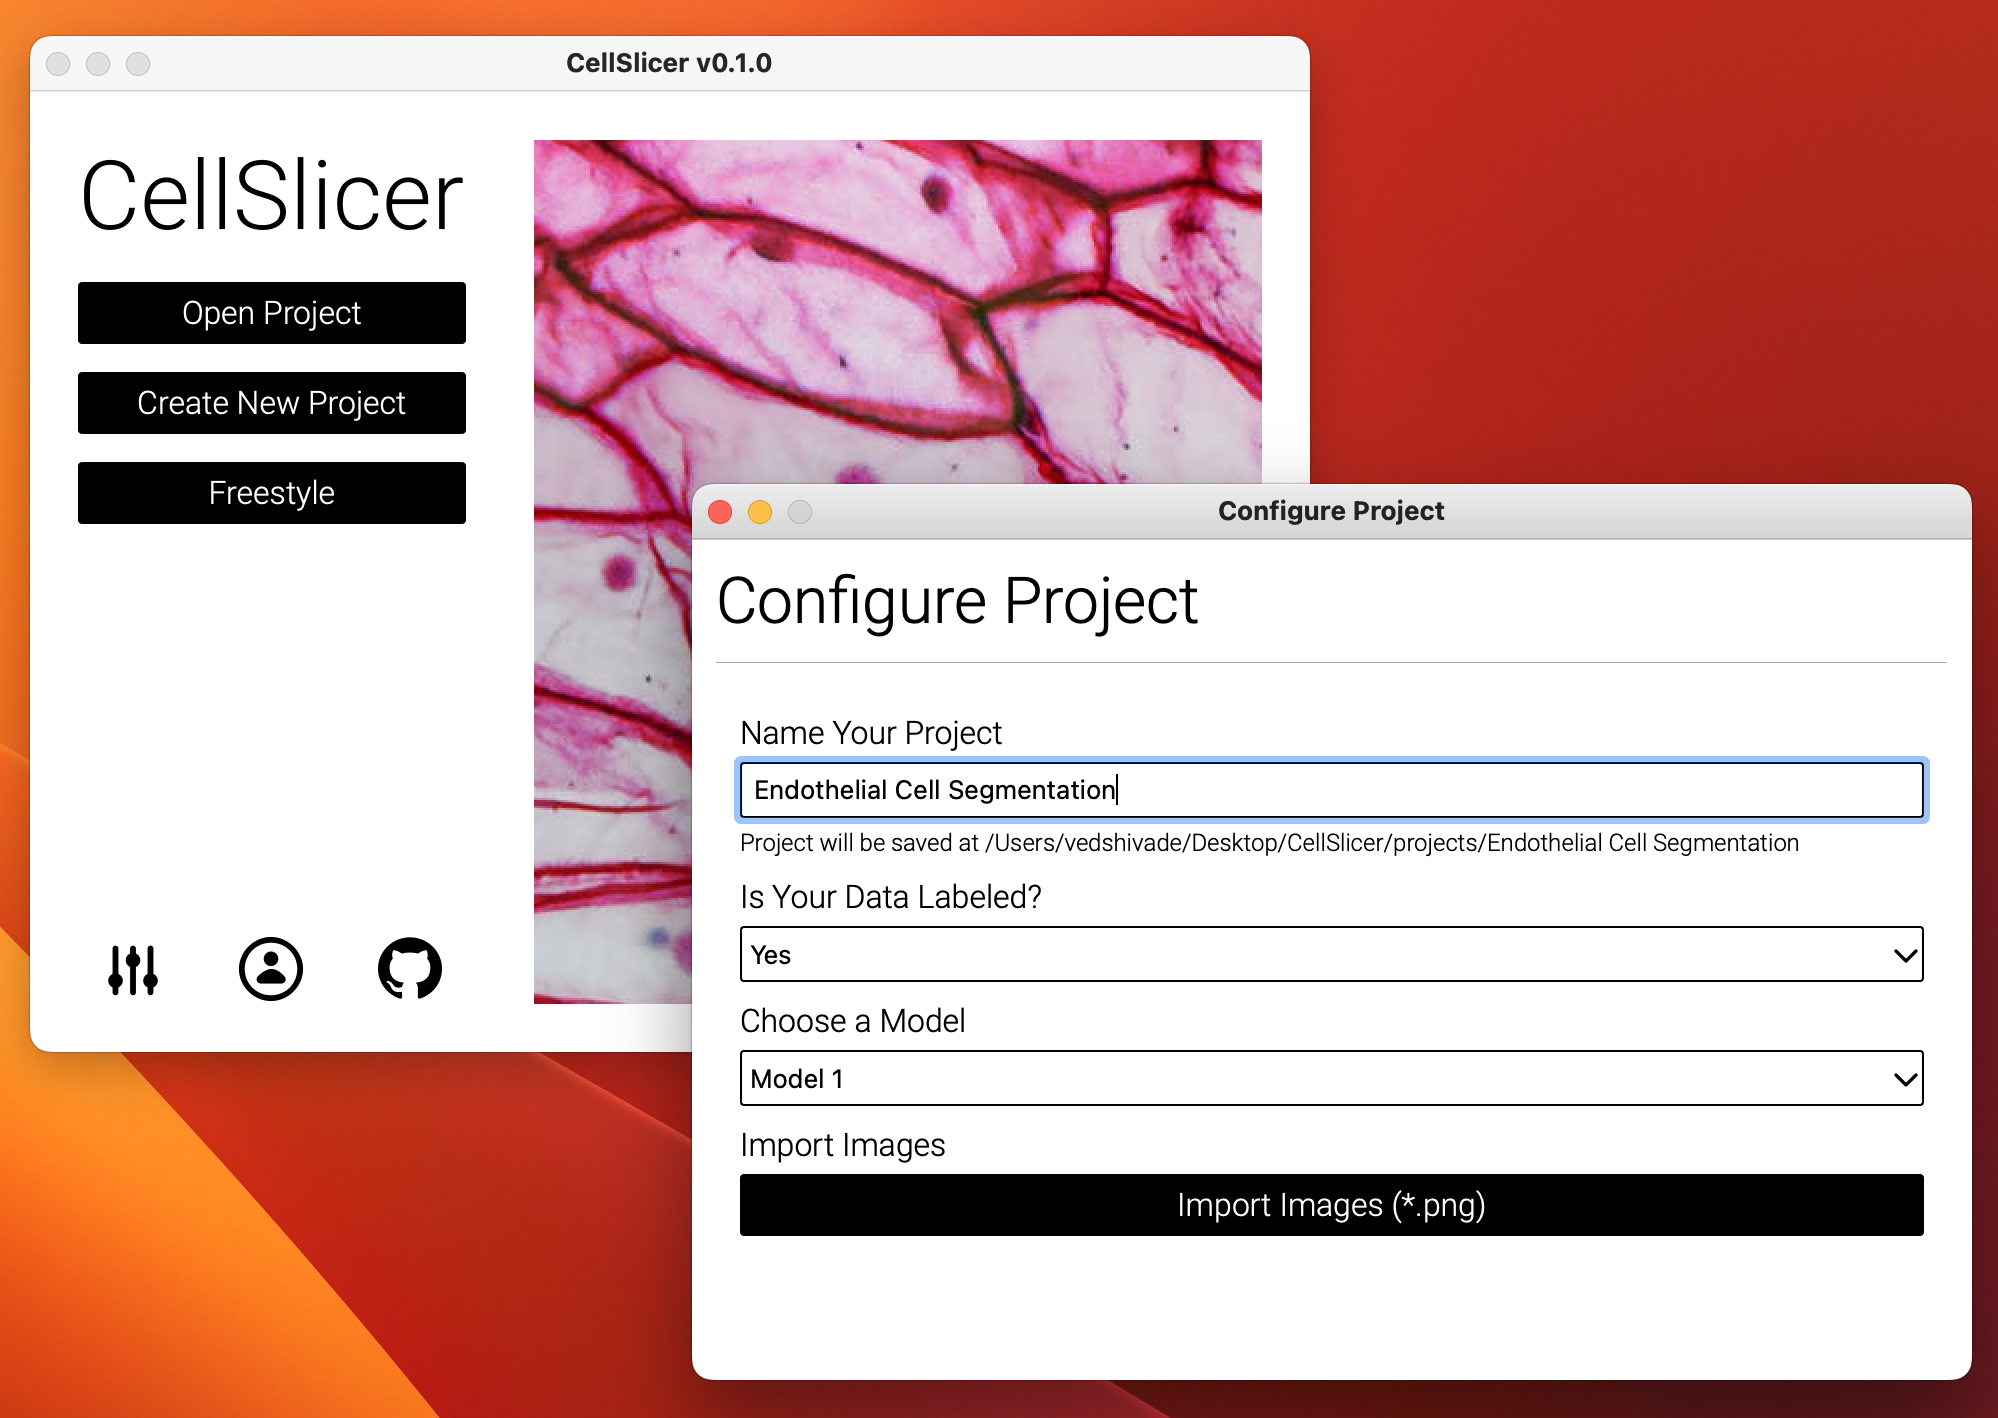 CellSlicer v0.1.0
CellSlicer
Open Project
Create New Project
Freestyle
Configure Project
Configure Project
Name Your Project
Endothelial Cell Segmentation
Project will be saved at /Users/vedshivade/Desktop/CellSlicer/projects/Endothelial Cell Segmentation
Is Your Data Labeled?
Yes
Choose a Model
Model 1
Import Images
Import Images (*.png)